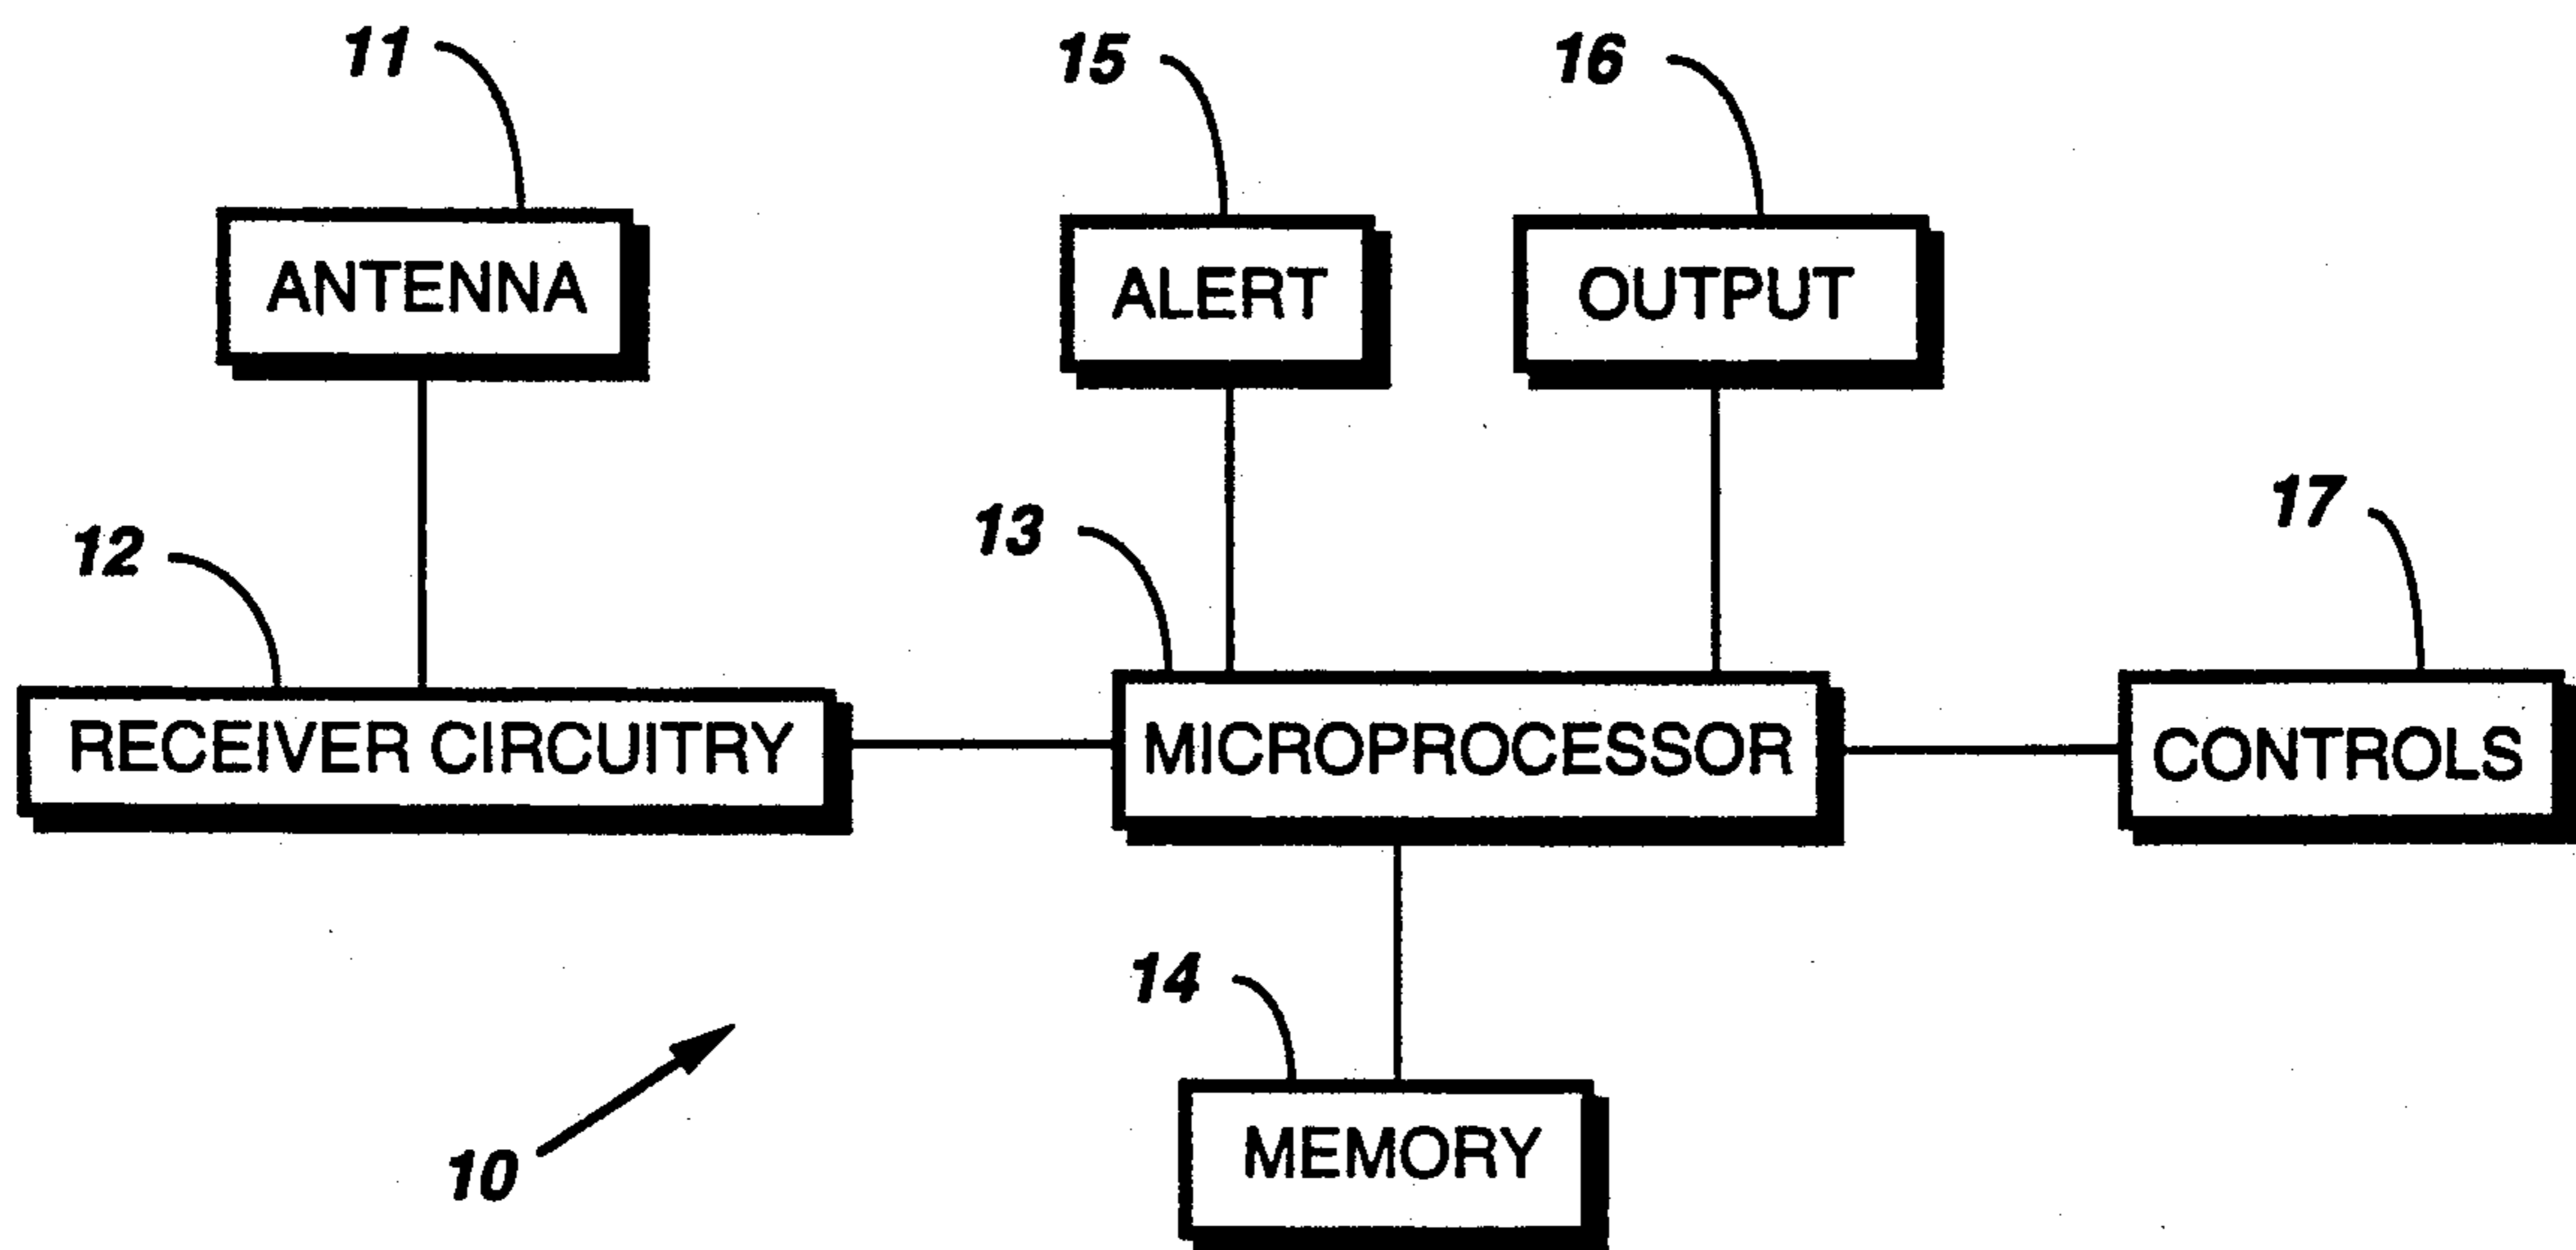 11
15
16
ANTENNA
ALERT
OUTPUT
12
13
17
RECEIVER CIRCUITRY
MICROPROCESSOR
CONTROLS
14
MEMORY
10